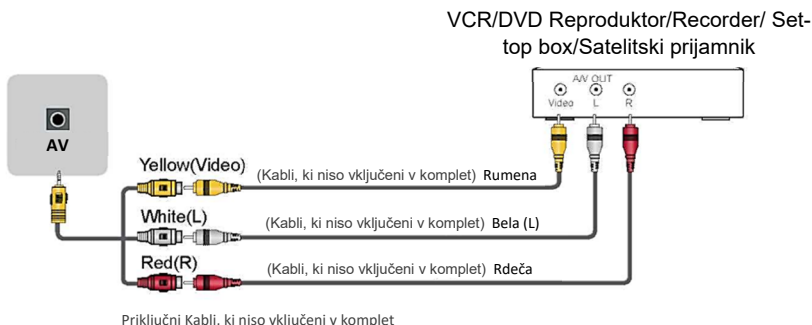 VCR/DVD Reproduktor/Recorder/ Set-
top box/Satelitski prijamnik
A/V OUT
Video L R
AV
Yellow(Video)
(Kabli, ki niso vključeni v komplet) Rumena
White(L)
(Kabli, ki niso vključeni v komplet) Bela (L)
Red(R)
(Kabli, ki niso vključeni v komplet) Rdeča
Priključni Kabli, ki niso vključeni v komplet